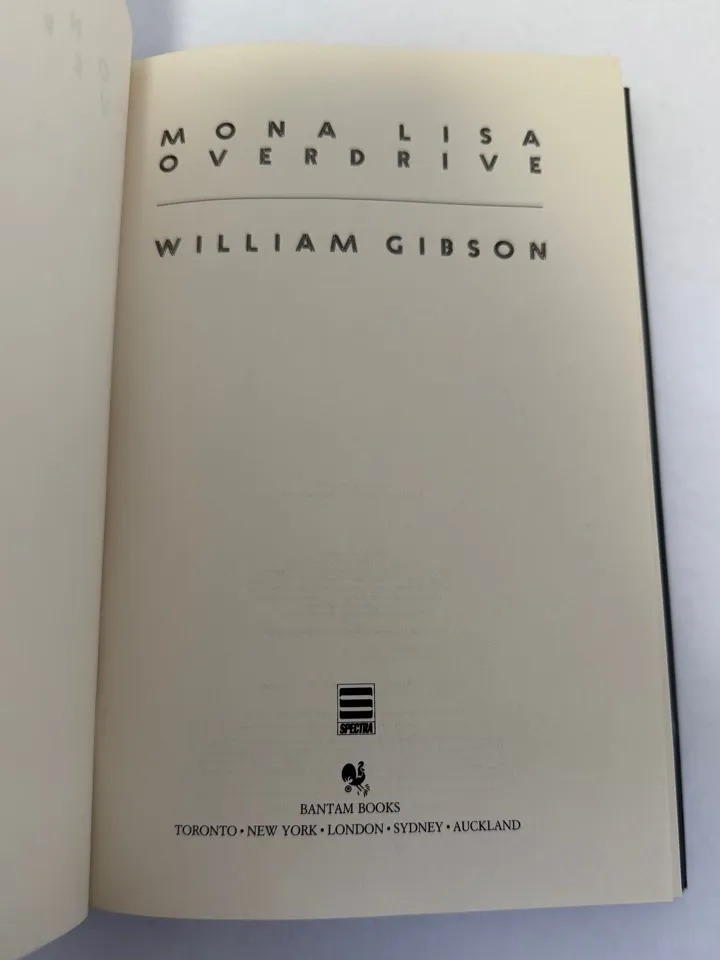 MONA LISA
OVERDRIVE
WILLIAM GIBSON
SPECTRA
BANTAM BOOKS
TORONTO • NEW YORK • LONDON • SYDNEY • AUCKLAND